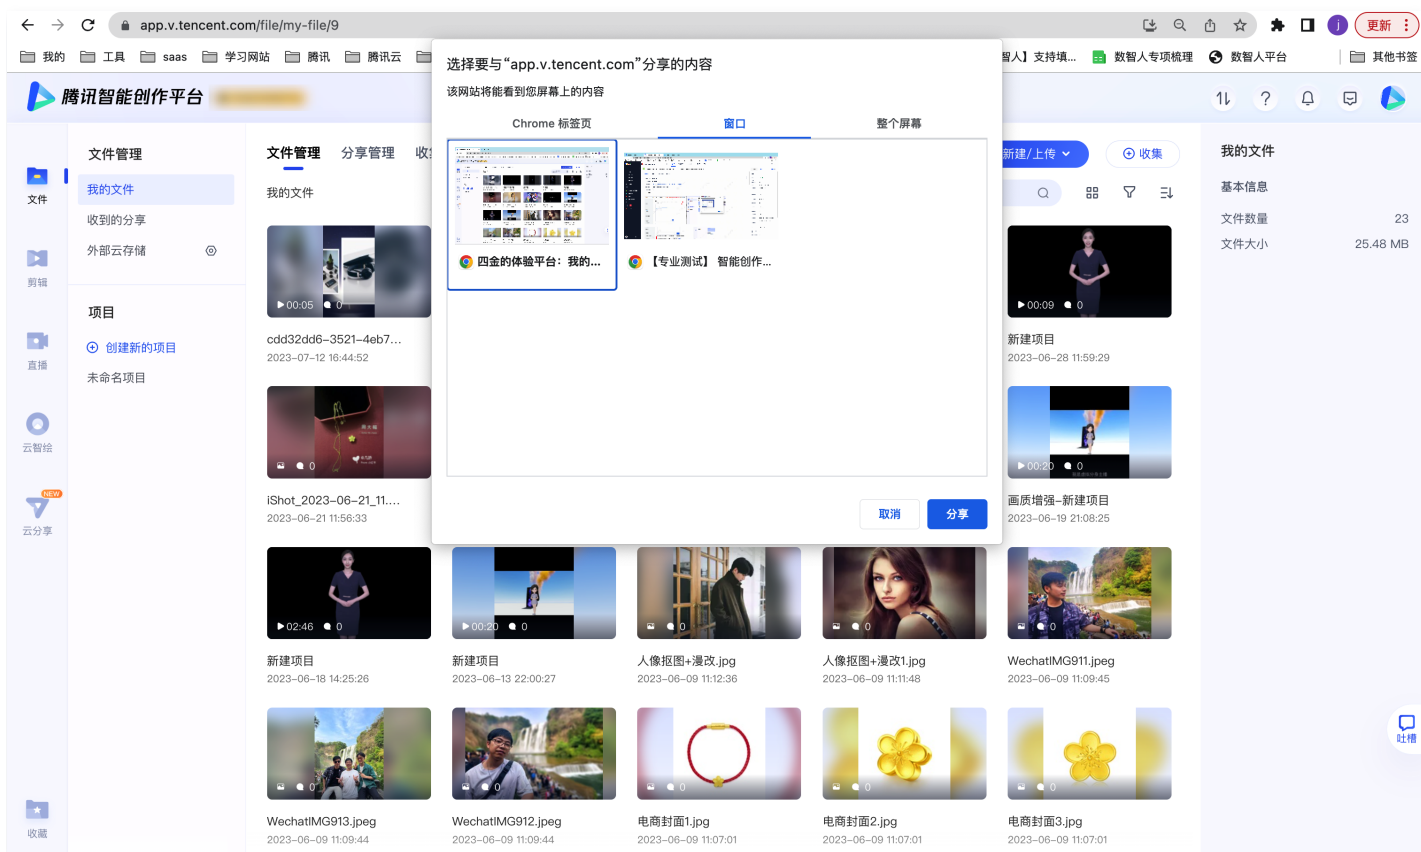 app.v.tencent.com/file/my-file/9
j
更新
我的
工具
saas
学习网站
腾讯
腾讯云
智人】支持填...
数智人专项梳理
数智人平台
其他书签
腾讯智能创作平台
选择要与“app.v.tencent.com”分享的内容
该网站将能看到您屏幕上的内容
Chrome 标签页
窗口
整个屏幕
四金的体验平台：我的...
【专业测试】 智能创作...
取消
分享
文件
剪辑
直播
云智绘
NEW
云分享
收藏
文件管理
我的文件
收到的分享
外部云存储
项目
创建新的项目
未命名项目
文件管理
分享管理
新建/上传
收集
我的文件
00:05
0
cdd32dd6-3521-4eb7...
2023-07-12 16:44:52
00:09
0
新建项目
2023-06-28 11:59:29
0
iShot_2023-06-21_11....
2023-06-21 11:56:33
00:20
0
画质增强-新建项目
2023-06-19 21:08:25
02:46
0
新建项目
2023-06-18 14:25:26
00:20
0
新建项目
2023-06-13 22:00:27
0
人像抠图+漫改.jpg
2023-06-09 11:12:36
0
人像抠图+漫改1.jpg
2023-06-09 11:11:48
0
WechatIMG911.jpeg
2023-06-09 11:09:45
0
WechatIMG913.jpeg
2023-06-09 11:09:44
0
WechatIMG912.jpeg
2023-06-09 11:09:44
0
电商封面1.jpg
2023-06-09 11:07:01
0
电商封面2.jpg
2023-06-09 11:07:01
0
电商封面3.jpg
2023-06-09 11:07:01
我的文件
基本信息
文件数量 23
文件大小 25.48 MB
吐槽